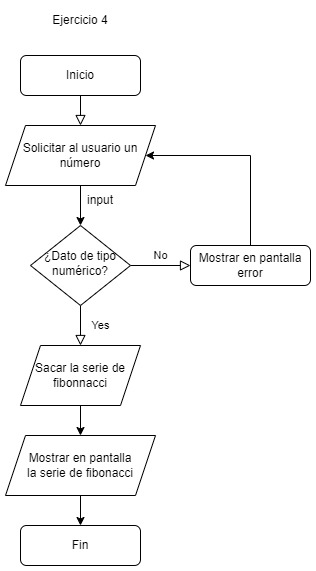 Ejercicio 4
Inicio
Solicitar al usuario un
número
input
¿Dato de tipo
numérico?
No
Mostrar en pantalla
error
Yes
Sacar la serie de
fibonnacci
Mostrar en pantalla
la serie de fibonacci
Fin